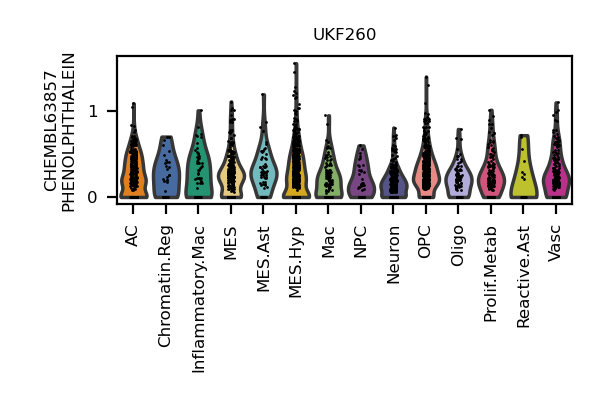 UKF260
CHEMBL63857
PHENOLPHTHALEIN
1
0
AC
Chromatin.Reg
Inflammatory.Mac
MES
MES.Ast
MES.Hyp
Mac
NPC
Neuron
OPC
Oligo
Prolif.Metab
Reactive.Ast
Vasc